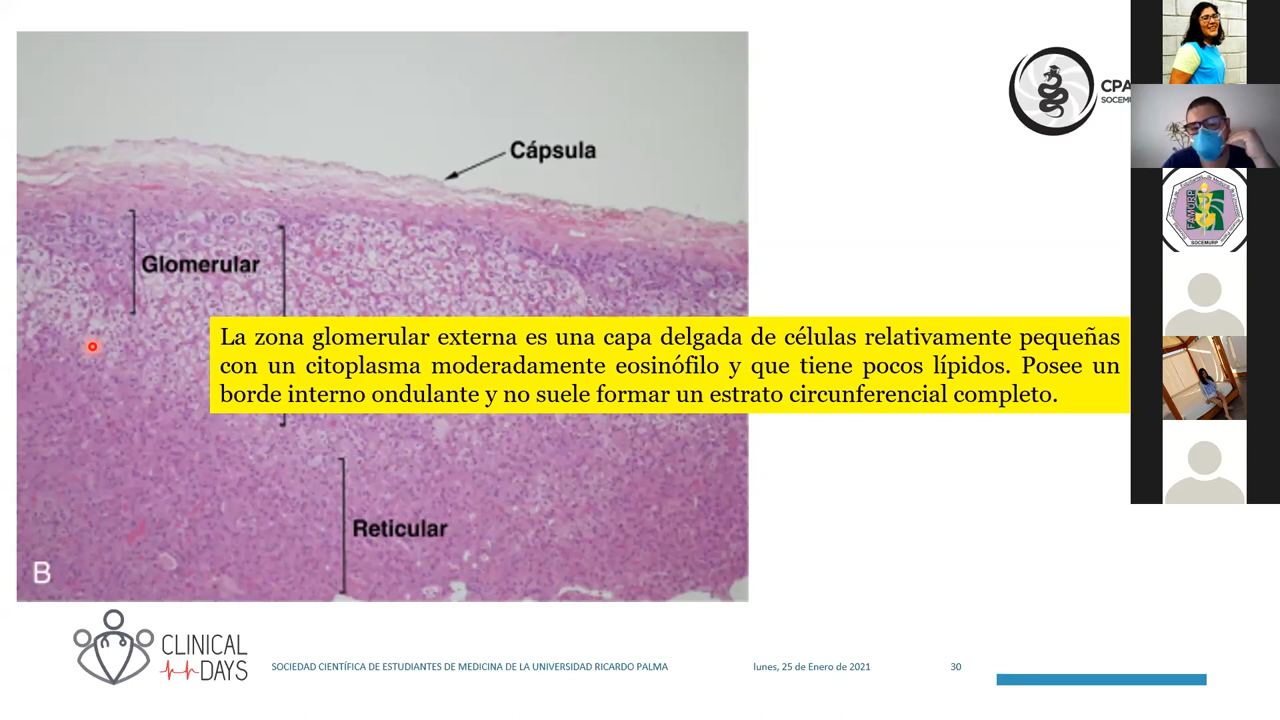 CPA
SOCEMU
Cápsula
Glomerular
La zona glomerular externa es una capa delgada de células relativamente pequeñas
con un citoplasma moderadamente eosinófilo y que tiene pocos lípidos. Posee un
borde interno ondulante y no suele formar un estrato circunferencial completo.
Reticular
B
FAMURP
SOCEMURP
CLINICAL
DAYS
SOCIEDAD CIENTÍFICA DE ESTUDIANTES DE MEDICINA DE LA UNIVERSIDAD RICARDO PALMA
lunes, 25 de Enero de 2021
30